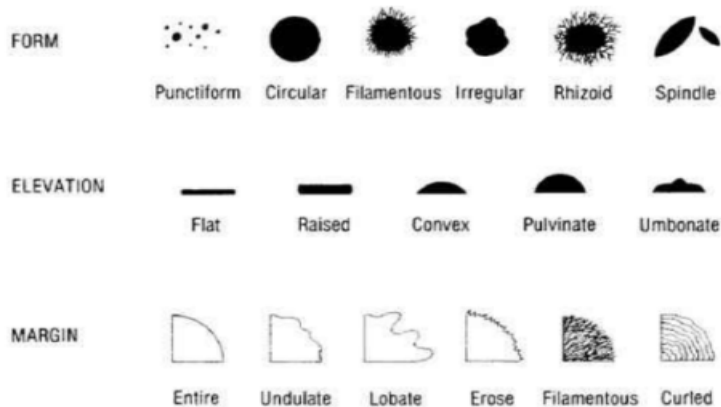 FORM
Punctiform Circular Filamentous Irregular Rhizoid Spindle
ELEVATION
Flat Raised Convex Pulvinate Umbonate
MARGIN
Entire Undulate Lobate Erose Filamentous Curled